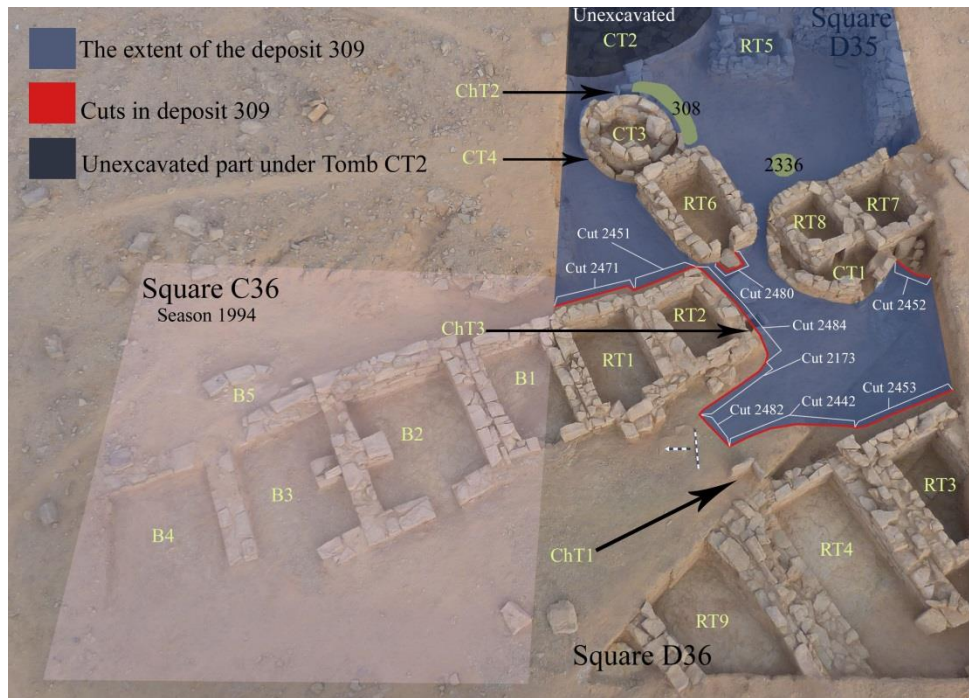 The extent of the deposit 309
Cuts in deposit 309
Unexcavated part under Tomb CT2
Unexcavated
CT2
RT5
Square
D35
ChT2
308
CT3
CT4
2336
RT6
RT7
RT8
CT1
Cut 2451
Cut 2471
Cut 2480
Cut 2452
Square C36
Season 1994
ChT3
RT2
Cut 2484
RT1
Cut 2173
B1
B5
Cut 2453
Cut 2482
Cut 2442
B2
B3
RT3
B4
RT4
ChT1
RT9
Square D36